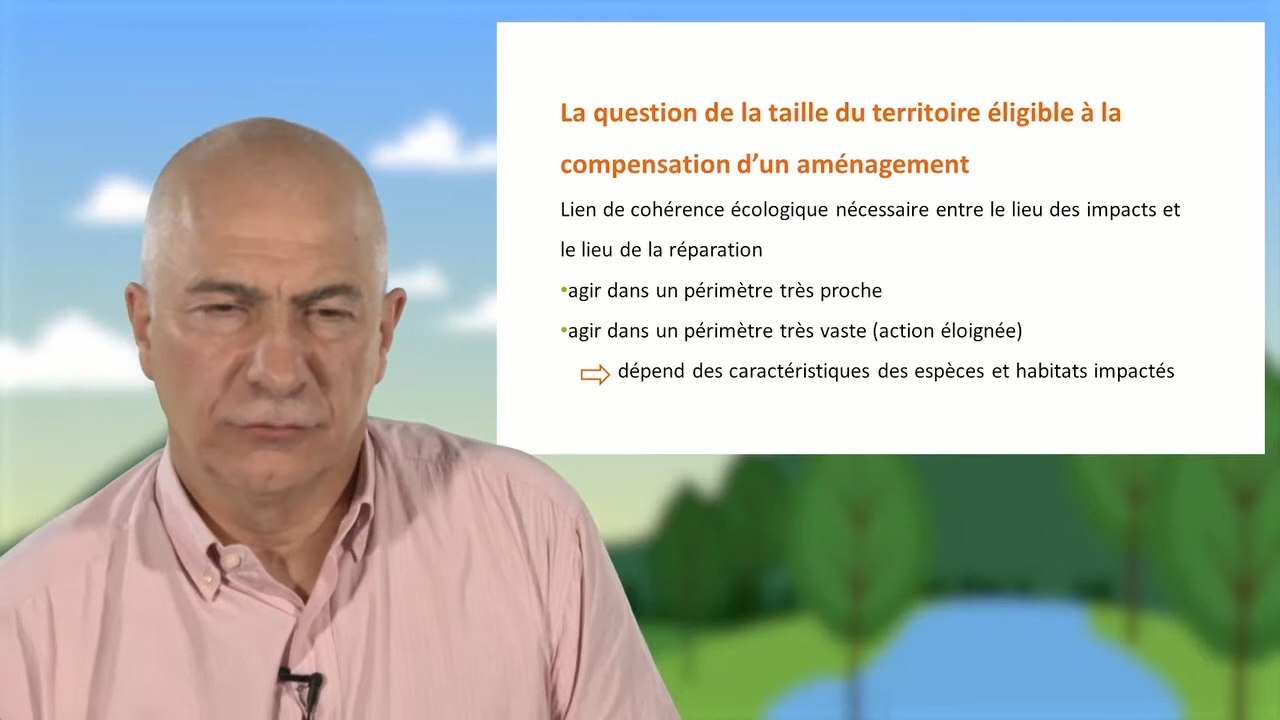 La question de la taille du territoire éligible à la
compensation d’un aménagement
Lien de cohérence écologique nécessaire entre le lieu des impacts et
le lieu de la réparation
•agir dans un périmètre très proche
•agir dans un périmètre très vaste (action éloignée)
⇨ dépend des caractéristiques des espèces et habitats impactés